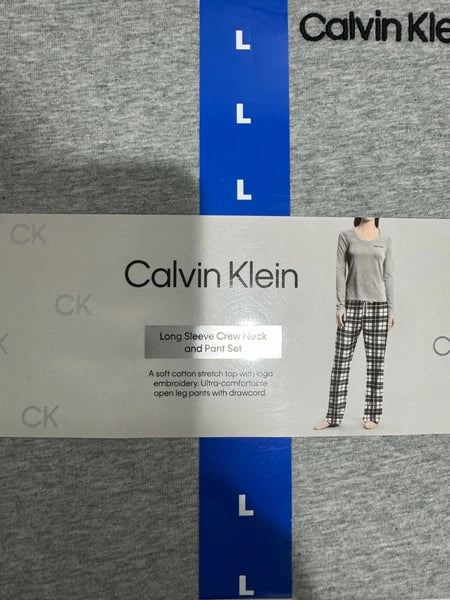 L
Calvin Kle
L
L
CK
Calvin Klein
CK
Long Sleeve Crew Neck
and Pant Set
C
A soft cotton stretch top with logo
embroidery. Ultra-comfortable
open leg pants with drawcord.
CK
L
L